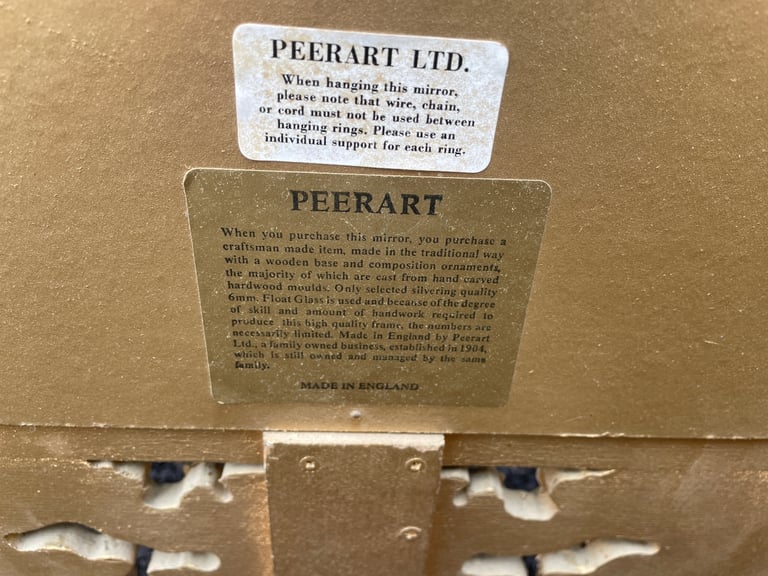 PEERART LTD.
When hanging this mirror,
please note that wire, chain,
or cord must not be used between
hanging rings. Please use an
individual support for each ring.
PEERART
When you purchase this mirror, you purchase a
craftsman made item, made in the traditional way
with a wooden base and composition ornaments,
the majority of which are cast from hand carved
hardwood moulds. Only selected silvering quality
6mm. Float Glass is used and because of the degree
of skill and amount of handwork required to
produce this high quality frame, the numbers are
necessarily limited. Made in England by Peerart
Ltd., a family owned business, established in 1904,
which is still owned and managed by the same
family.
MADE IN ENGLAND